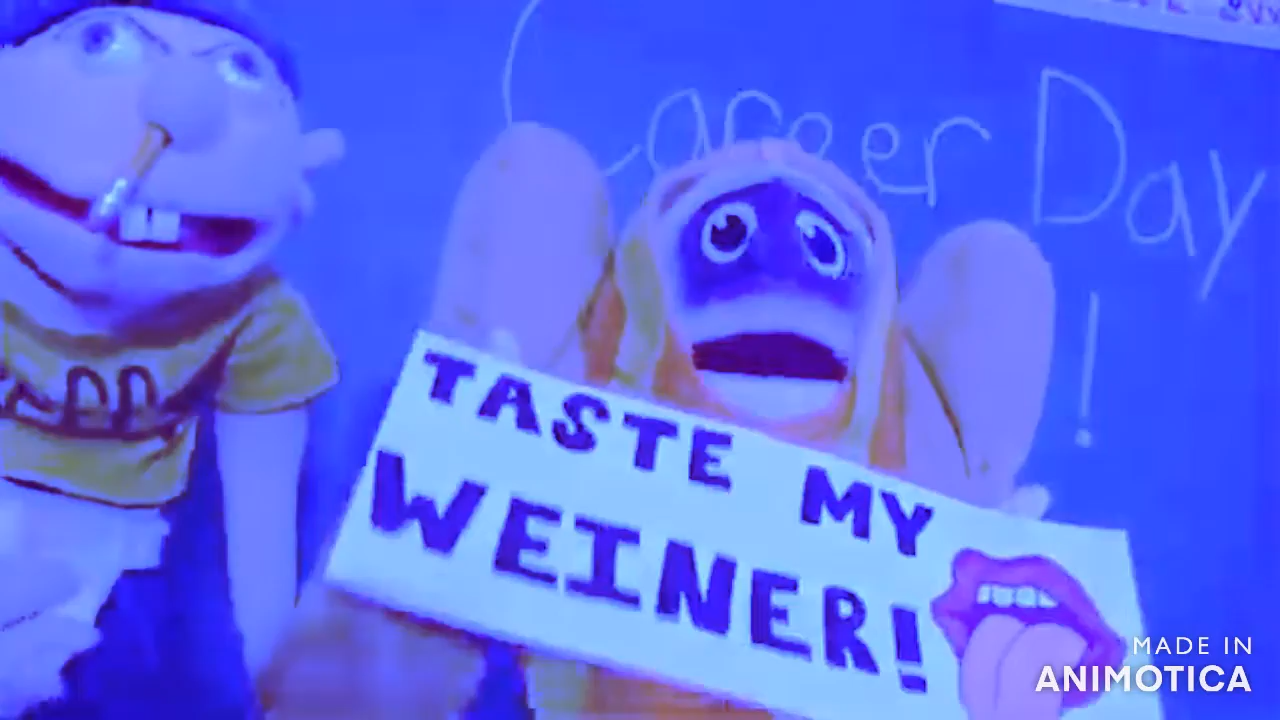 Career Day
!
TASTE MY
WEINER!
MADE IN
ANIMOTICA